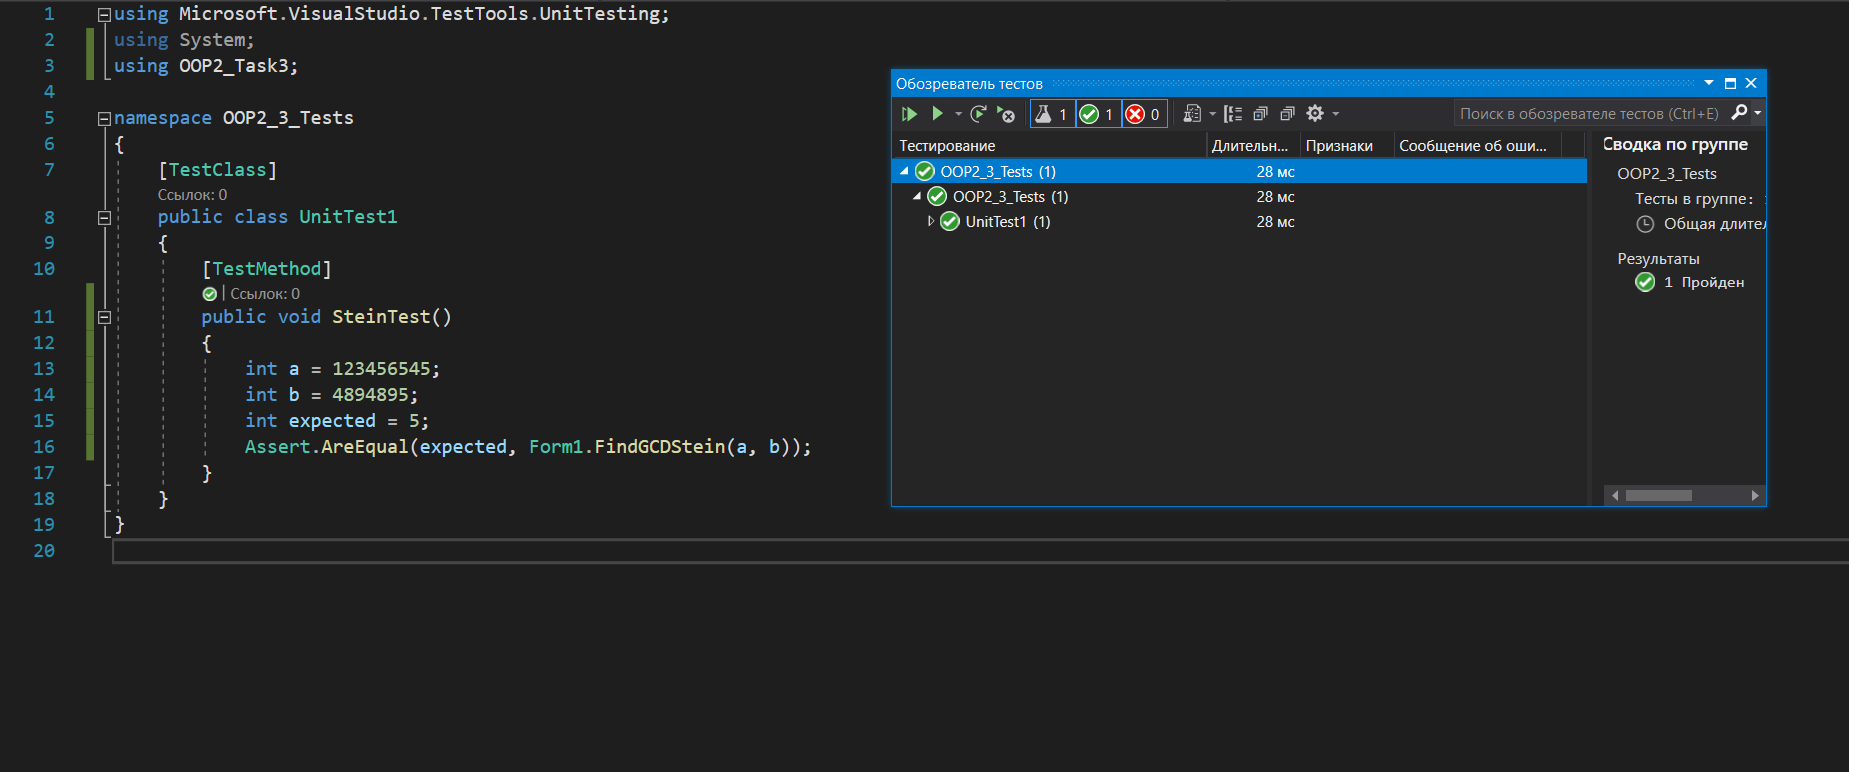 1 using Microsoft.VisualStudio.TestTools.UnitTesting;
2 using System;
3 using OOP2_Task3;
4
5 namespace OOP2_3_Tests
6 {
7 [TestClass]
Ссылок: 0
8 public class UnitTest1
9 {
10 [TestMethod]
Ссылок: 0
11 public void SteinTest()
12 {
13 int a = 123456545;
14 int b = 4894895;
15 int expected = 5;
16 Assert.AreEqual(expected, Form1.FindGCDStein(a, b));
17 }
18 }
19 }
20
Обозреватель тестов
1 1 0 Поиск в обозревателе тестов (Ctrl+E)
Тестирование Длительн... Признаки Сообщение об оши...
OOP2_3_Tests (1) 28 мс
OOP2_3_Tests (1) 28 мс
UnitTest1 (1) 28 мс
Сводка по группе
OOP2_3_Tests
Тесты в группе:
Общая длител
Результаты
1 Пройден